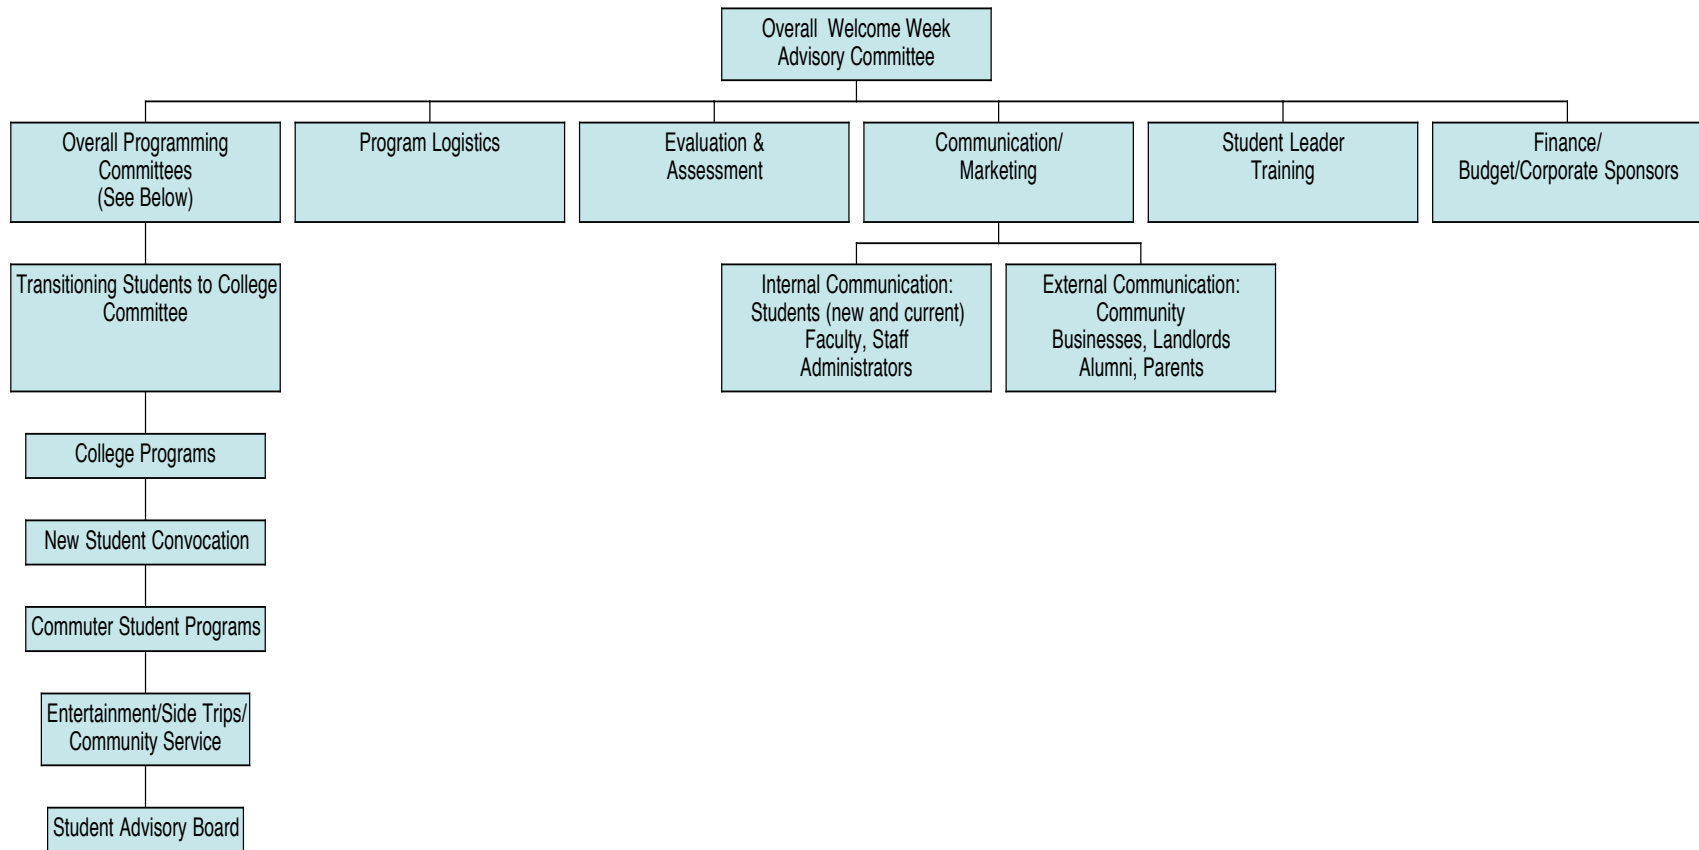 Overall Welcome Week
Advisory Committee
Overall Programming
Committees
(See Below)
Program Logistics
Evaluation &
Assessment
Communication/
Marketing
Student Leader
Training
Finance/
Budget/Corporate Sponsors
Transitioning Students to College
Committee
Internal Communication:
Students (new and current)
Faculty, Staff
Administrators
External Communication:
Community
Businesses, Landlords
Alumni, Parents
College Programs
New Student Convocation
Commuter Student Programs
Entertainment/Side Trips/
Community Service
Student Advisory Board